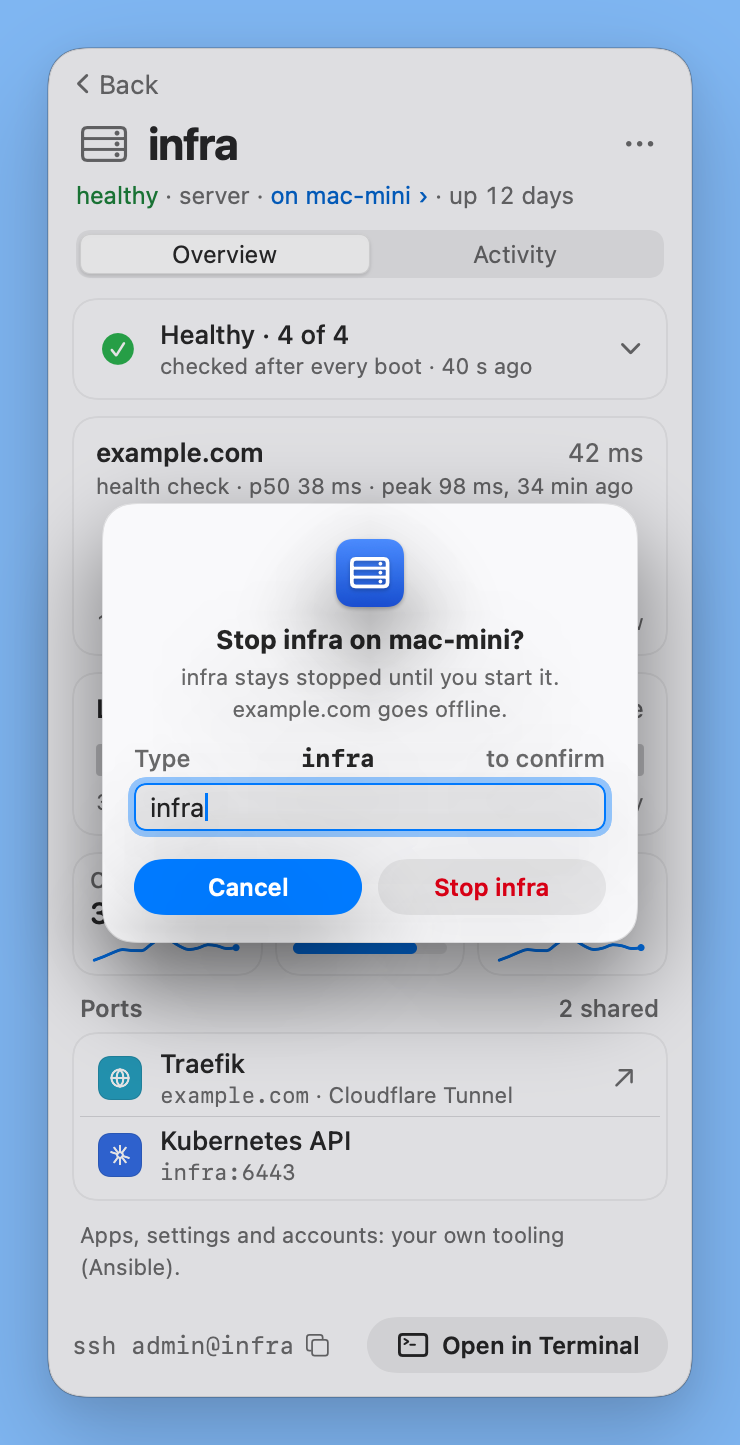 Back
infra
healthy · server · on mac-mini › · up 12 days
Overview
Activity
Healthy · 4 of 4
checked after every boot · 40 s ago
example.com
42 ms
health check · p50 38 ms · peak 98 ms, 34 min ago
Stop infra on mac-mini?
infra stays stopped until you start it.
example.com goes offline.
Type infra to confirm
infra
Cancel
Stop infra
Ports
2 shared
Traefik
example.com · Cloudflare Tunnel
Kubernetes API
infra:6443
Apps, settings and accounts: your own tooling
(Ansible).
ssh admin@infra
Open in Terminal